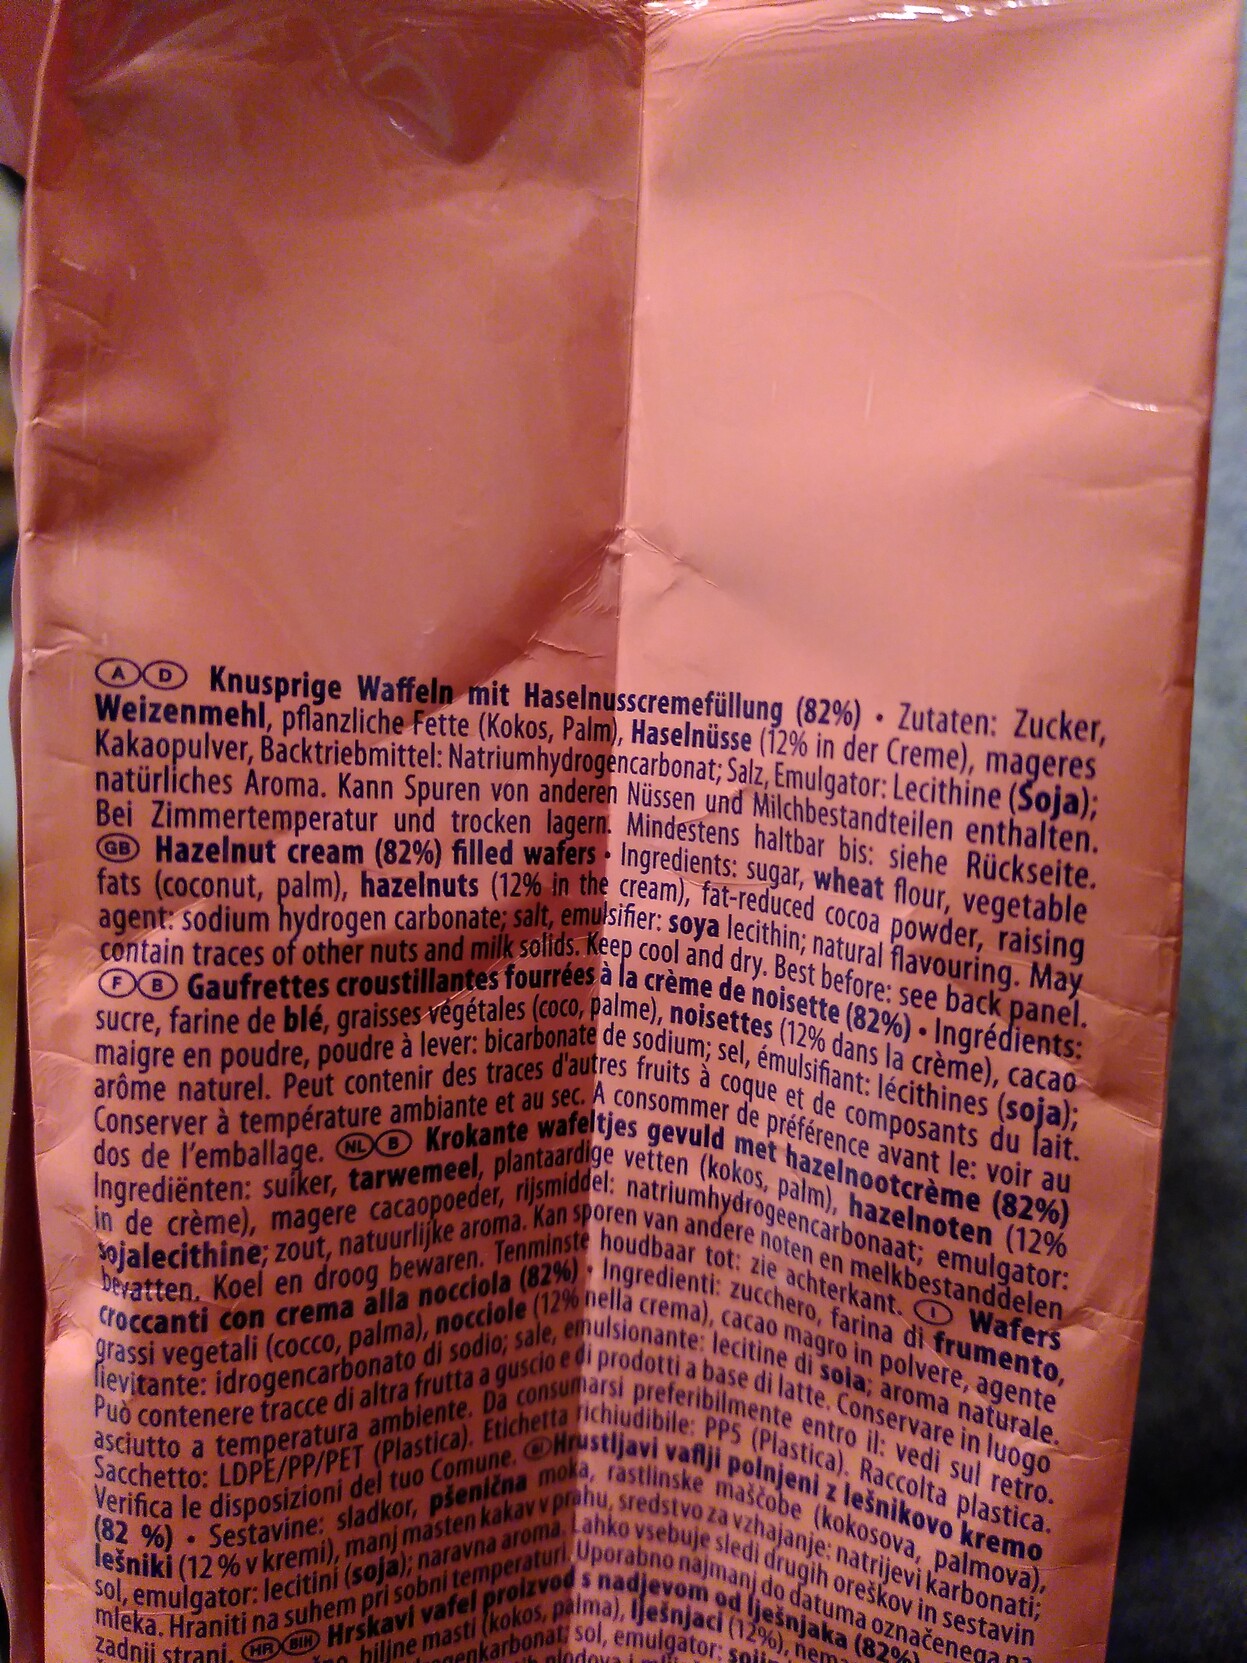 A D Knusprige Waffeln mit Haselnusscremefüllung (82%) • Zutaten: Zucker,
Weizenmehl, pflanzliche Fette (Kokos, Palm), Haselnüsse (12% in der Creme), mageres
Kakaopulver, Backtriebmittel: Natriumhydrogencarbonat; Salz, Emulgator: Lecithine (Soja);
natürliches Aroma. Kann Spuren von anderen Nüssen und Milchbestandteilen enthalten.
Bei Zimmertemperatur und trocken lagern. Mindestens haltbar bis: siehe Rückseite.
GB Hazelnut cream (82%) filled wafers • Ingredients: sugar, wheat flour, vegetable
fats (coconut, palm), hazelnuts (12% in the cream), fat-reduced cocoa powder, raising
agent: sodium hydrogen carbonate; salt, emulsifier: soya lecithin; natural flavouring. May
contain traces of other nuts and milk solids. Keep cool and dry. Best before: see back panel.
F B Gaufrettes croustillantes fourrées à la crème de noisette (82%) • Ingrédients:
sucre, farine de blé, graisses végétales (coco, palme), noisettes (12% dans la crème), cacao
maigre en poudre, poudre à lever: bicarbonate de sodium; sel, émulsifiant: lécithines (soja);
arôme naturel. Peut contenir des traces d'autres fruits à coque et de composants du lait.
Conserver à température ambiante et au sec. A consommer de préférence avant le: voir au
dos de l'emballage. NL B Krokante wafeltjes gevuld met hazelnootcrème (82%)
Ingrediënten: suiker, tarwemeel, plantaardige vetten (kokos, palm), hazelnoten (12%
in de crème), magere cacaopoeder, rijsmiddel: natriumhydrogeencarbonaat; emulgator:
sojalecithine; zout, natuurlijke aroma. Kan sporen van andere noten en melkbestanddelen
bevatten. Koel en droog bewaren. Tenminste houdbaar tot: zie achterkant. I Wafers
croccanti con crema alla nocciola (82%) • Ingredienti: zucchero, farina di frumento,
grassi vegetali (cocco, palma), nocciole (12% nella crema), cacao magro in polvere, agente
lievitante: idrogencarbonato di sodio; sale, emulsionante: lecitine di soia; aroma naturale.
Può contenere tracce di altra frutta a guscio e di prodotti a base di latte. Conservare in luogo
asciutto a temperatura ambiente. Da consumarsi preferibilmente entro il: vedi sul retro.
Sacchetto: LDPE/PP/PET (Plastica). Etichetta richiudibile: PP5 (Plastica). Raccolta plastica.
Verifica le disposizioni del tuo Comune. Hrustljavi vaflji polnjeni z lešnikovo kremo
(82 %) • Sestavine: sladkor, pšenična moka, rastlinske maščobe (kokosova, palmova),
lešniki (12 % v kremi), manj masten kakav v prahu, sredstvo za vzhajanje: natrijevi karbonati;
sol, emulgator: lecitini (soja); naravna aroma. Lahko vsebuje sledi drugih oreškov in sestavin
mleka. Hraniti na suhem pri sobni temperaturi. Uporabno najmanj do datuma označenega na
zadnji strani. HR BIH Hrskavi vafel proizvod s nadjevom od lješnjaka (82%)
biljne masti (kokos, palma), lješnjaci (12%),
sol, emulgator: